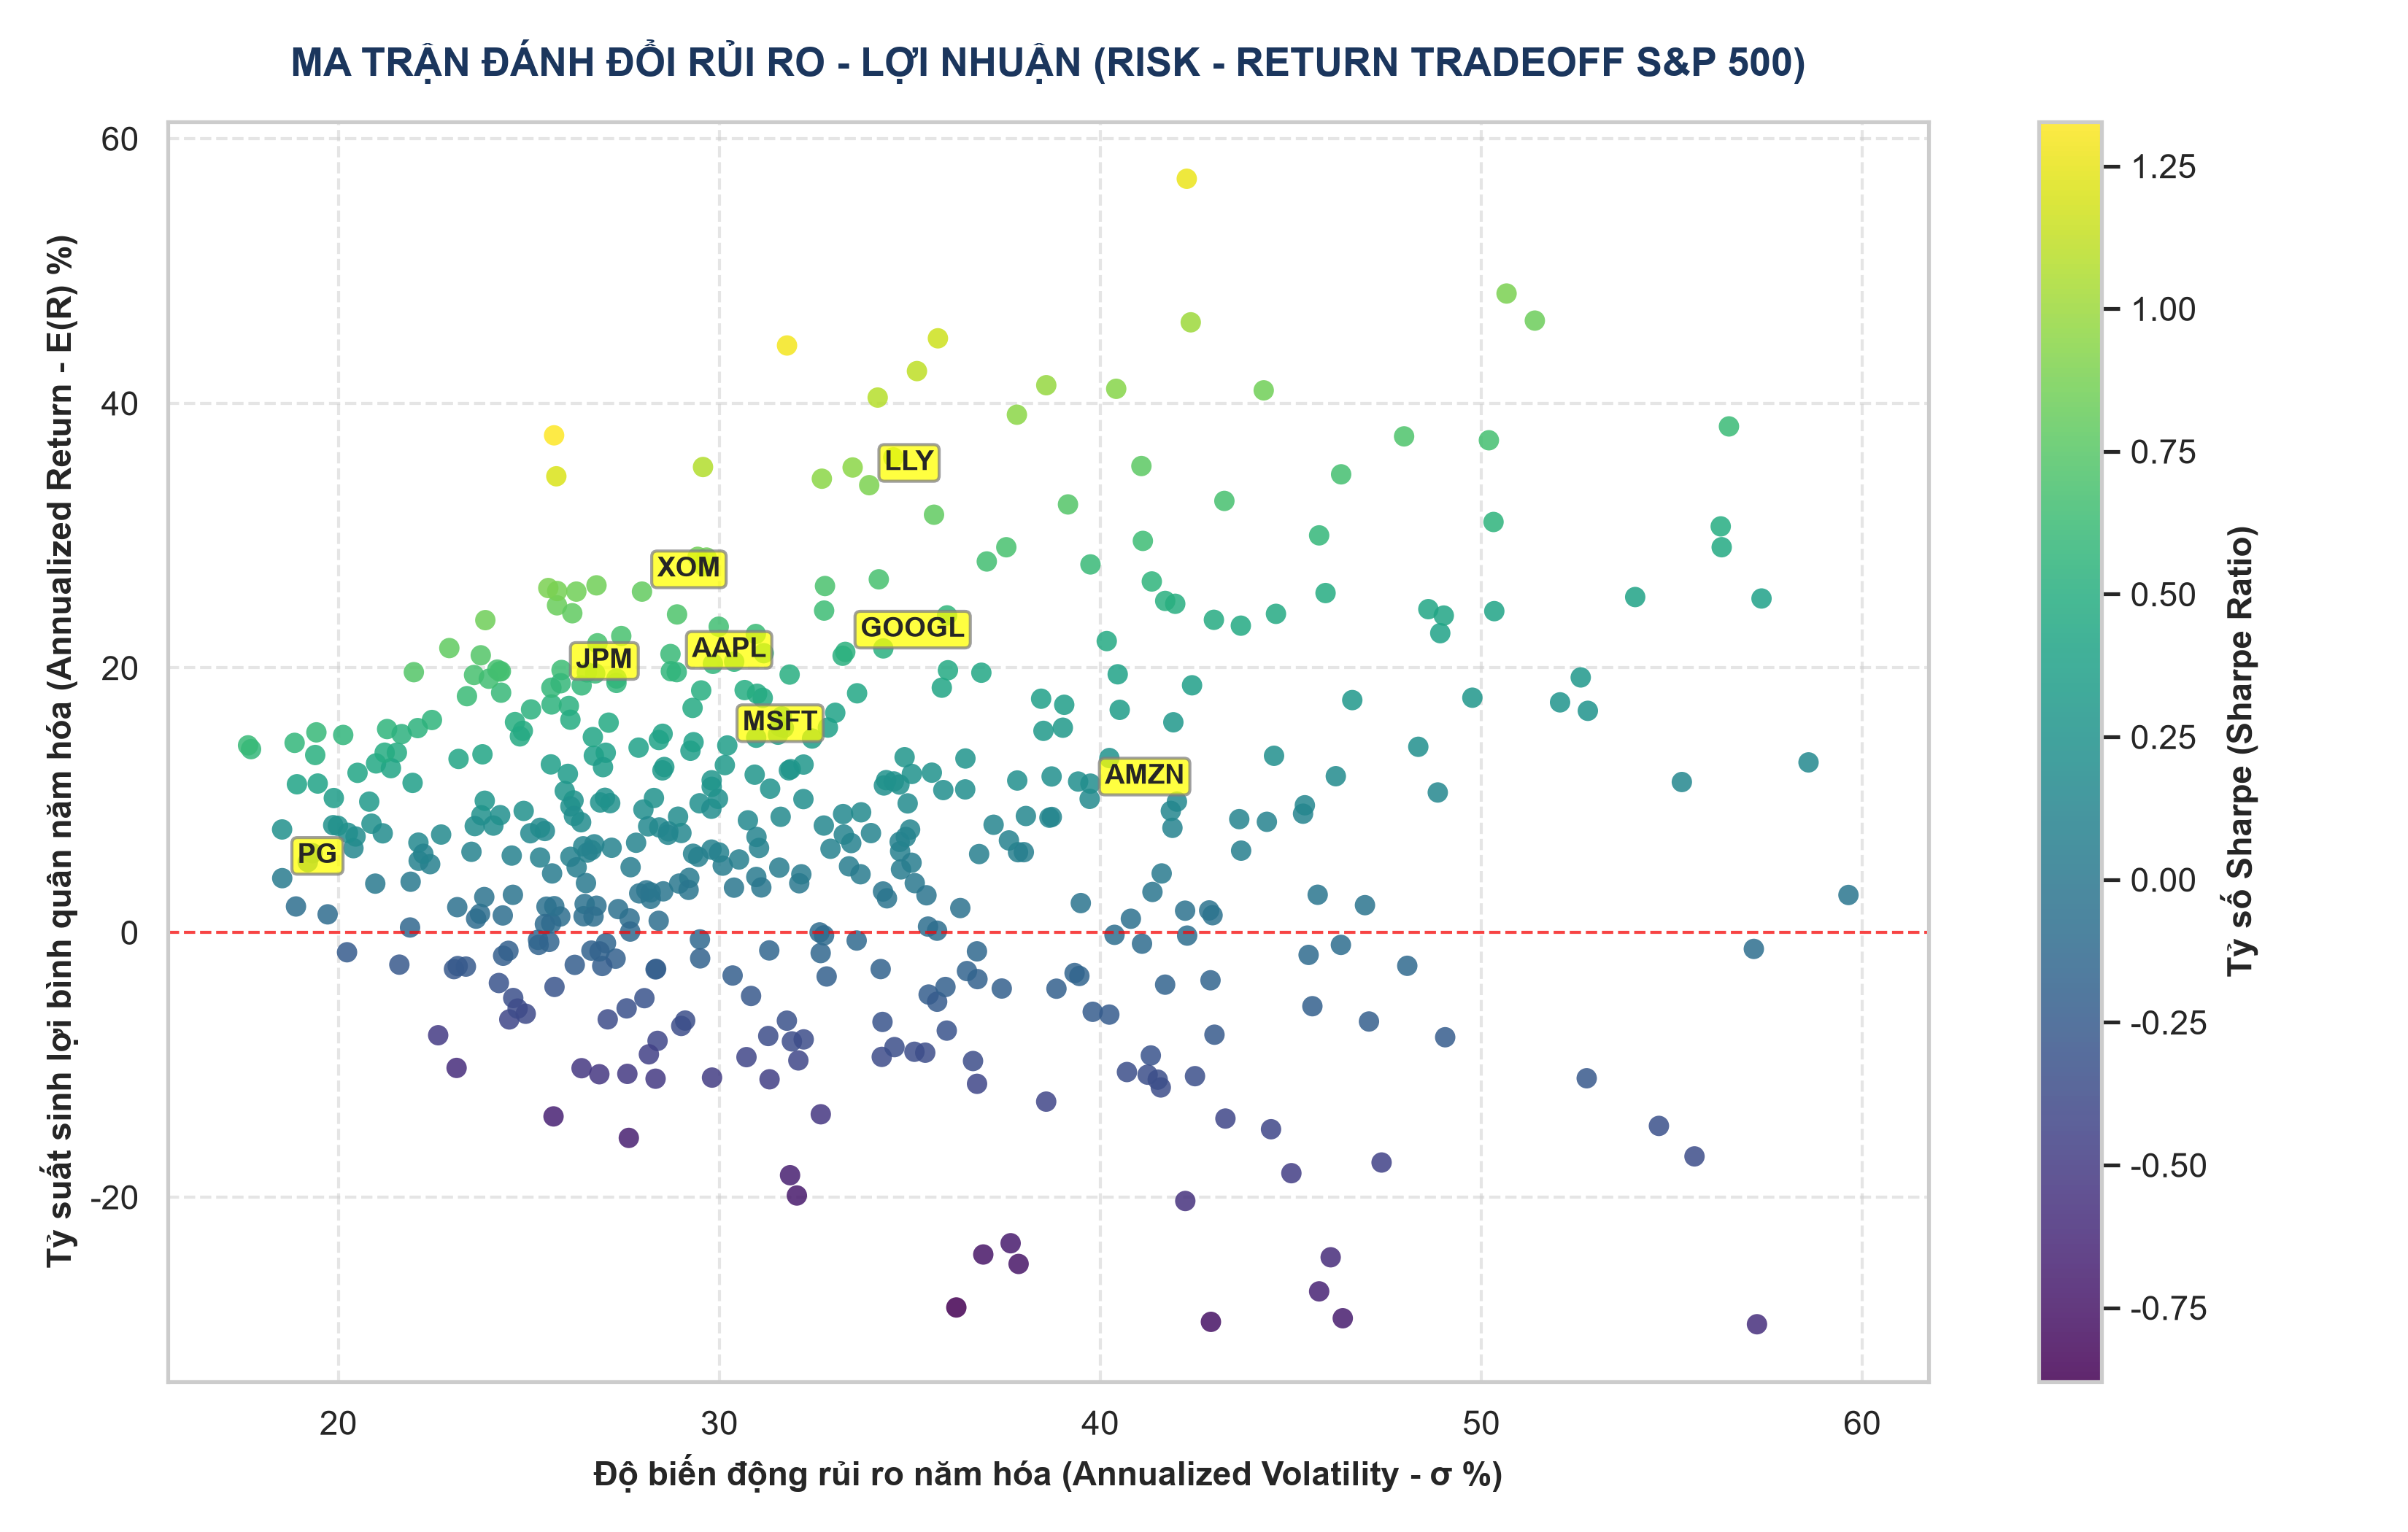 MA TRẬN ĐÁNH ĐỔI RỦI RO - LỢI NHUẬN (RISK - RETURN TRADEOFF S&P 500)
Tỷ suất sinh lợi bình quân năm hóa (Annualized Return - E(R) %)
60
40
20
0
-20
LLY
XOM
GOOGL
AAPL
JPM
MSFT
AMZN
PG
20
30
40
50
60
Độ biến động rủi ro năm hóa (Annualized Volatility - σ %)
1.25
1.00
0.75
0.50
0.25
0.00
-0.25
-0.50
-0.75
Tỷ số Sharpe (Sharpe Ratio)